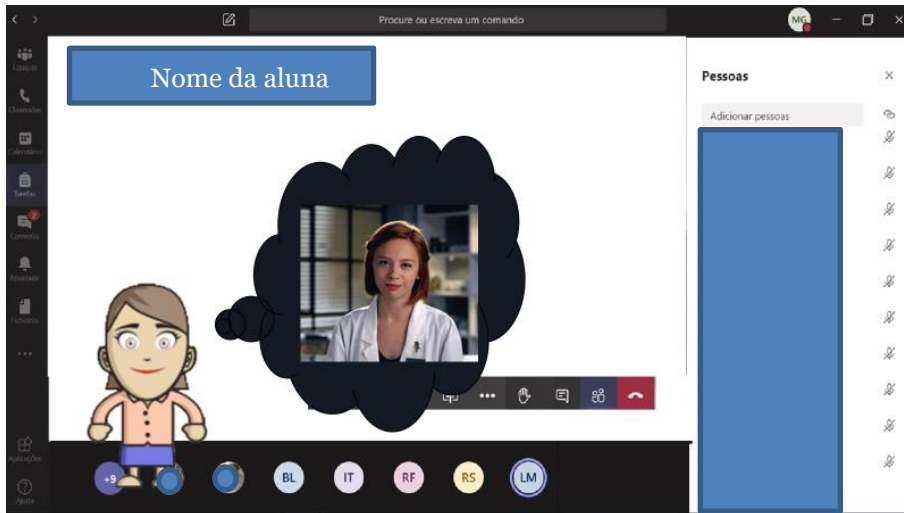 Procure ou escreva um comando
MG
Equipas
Chamadas
Calendário
Tarefas
2
Conversa
Atividade
Ficheiros
Aplicações
Ajuda
Nome da aluna
+9
BL
IT
RF
RS
LM
Pessoas
Adicionar pessoas